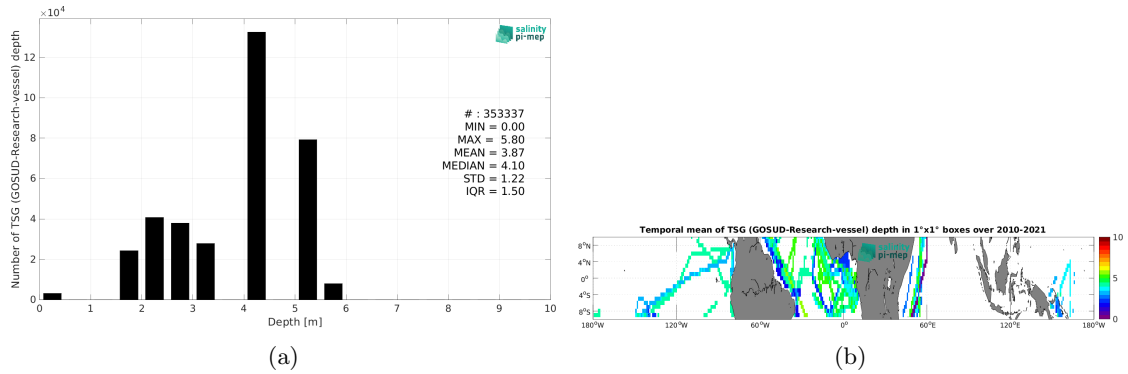 ×10⁴
salinity
pi-mep
12
10
8
6
4
2
0
Number of TSG (GOSUD-Research-vessel) depth
# : 353337
MIN = 0.00
MAX = 5.80
MEAN = 3.87
MEDIAN = 4.10
STD = 1.22
IQR = 1.50
0 1 2 3 4 5 6 7 8 9 10
Depth [m]
(a)
Temporal mean of TSG (GOSUD-Research-vessel) depth in 1°x1° boxes over 2010-2021
salinity
pi-mep
8°N
4°N
0°
4°S
8°S
180°W 120°W 60°W 0° 60°E 120°E 180°W
10
5
0
(b)